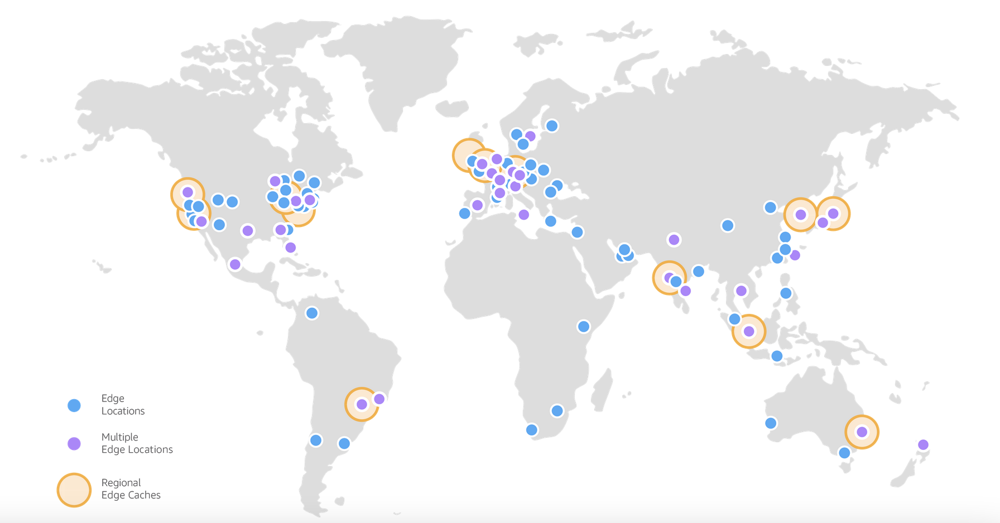 Edge
Locations
Multiple
Edge Locations
Regional
Edge Caches